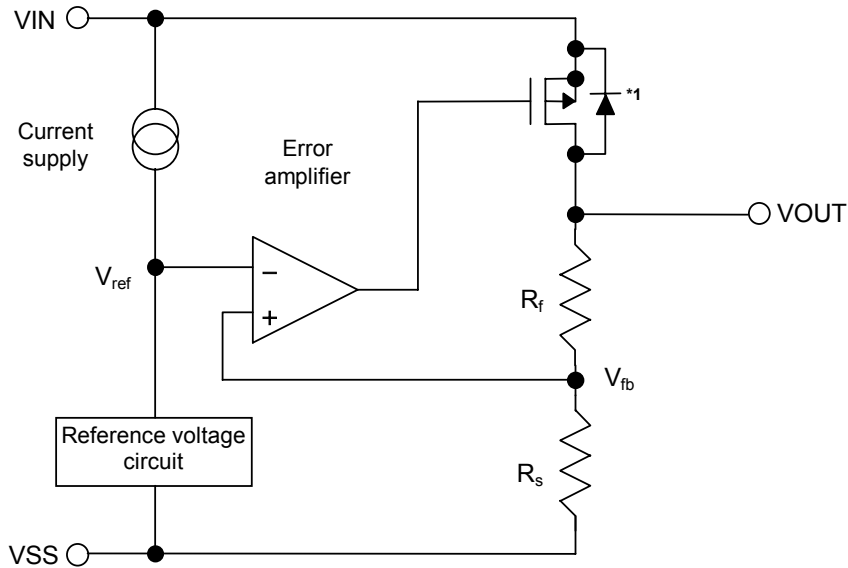 VIN
*1
Current
supply
Error
amplifier
VOUT
Vref
−
+
Rf
Vfb
Reference voltage
circuit
Rs
VSS